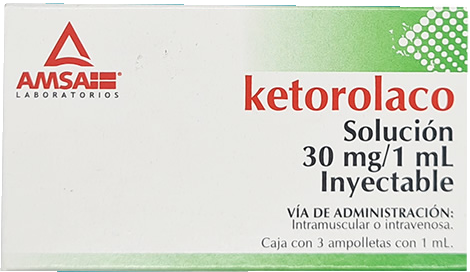 AMSA®
LABORATORIOS
ketorolaco
Solución
30 mg/1 mL
Inyectable
VÍA DE ADMINISTRACIÓN:
Intramuscular o intravenosa.
Caja con 3 ampolletas con 1 mL.